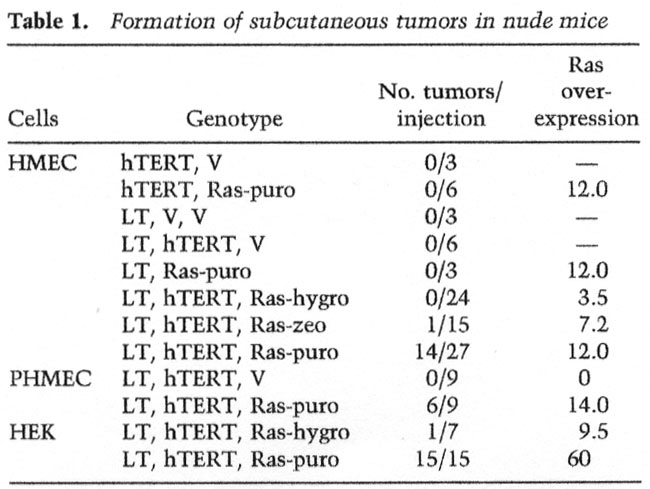 Table 1. Formation of subcutaneous tumors in nude mice
Ras
No. tumors/ over-
Cells Genotype injection expression
HMEC hTERT, V 0/3 —
hTERT, Ras-puro 0/6 12.0
LT, V, V 0/3 —
LT, hTERT, V 0/6 —
LT, Ras-puro 0/3 12.0
LT, hTERT, Ras-hygro 0/24 3.5
LT, hTERT, Ras-zeo 1/15 7.2
LT, hTERT, Ras-puro 14/27 12.0
PHMEC LT, hTERT, V 0/9 0
LT, hTERT, Ras-puro 6/9 14.0
HEK LT, hTERT, Ras-hygro 1/7 9.5
LT, hTERT, Ras-puro 15/15 60